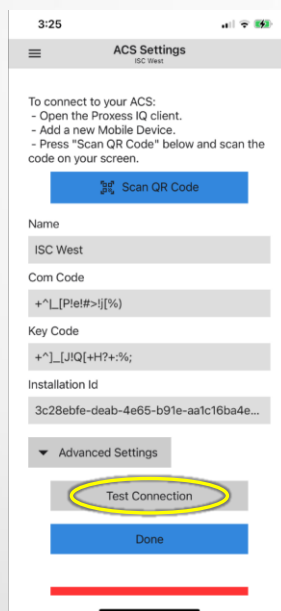 3:25
ACS Settings
ISC West
To connect to your ACS:
- Open the Proxess IQ client.
- Add a new Mobile Device.
- Press "Scan QR Code" below and scan the
code on your screen.
Scan QR Code
Name
ISC West
Com Code
+^|_[P!e!#>!j[%)
Key Code
+^]_[J!Q[+H?+:%;
Installation Id
3c28ebfe-deab-4e65-b91e-aa1c16ba4e...
Advanced Settings
Test Connection
Done